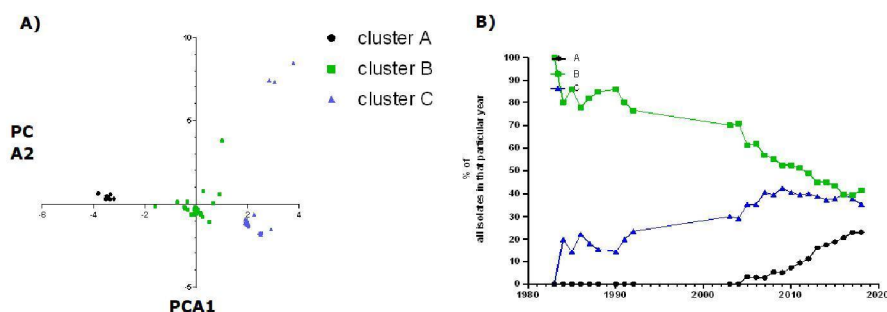 A)
cluster A
cluster B
cluster C
PC
A2
PCA1
10
5
-5
-6
-4
-2
0
2
4
B)
A
B
C
% of
all isolates in that particular year
100
90
80
70
60
50
40
30
20
10
0
1980
1990
2000
2010
2020